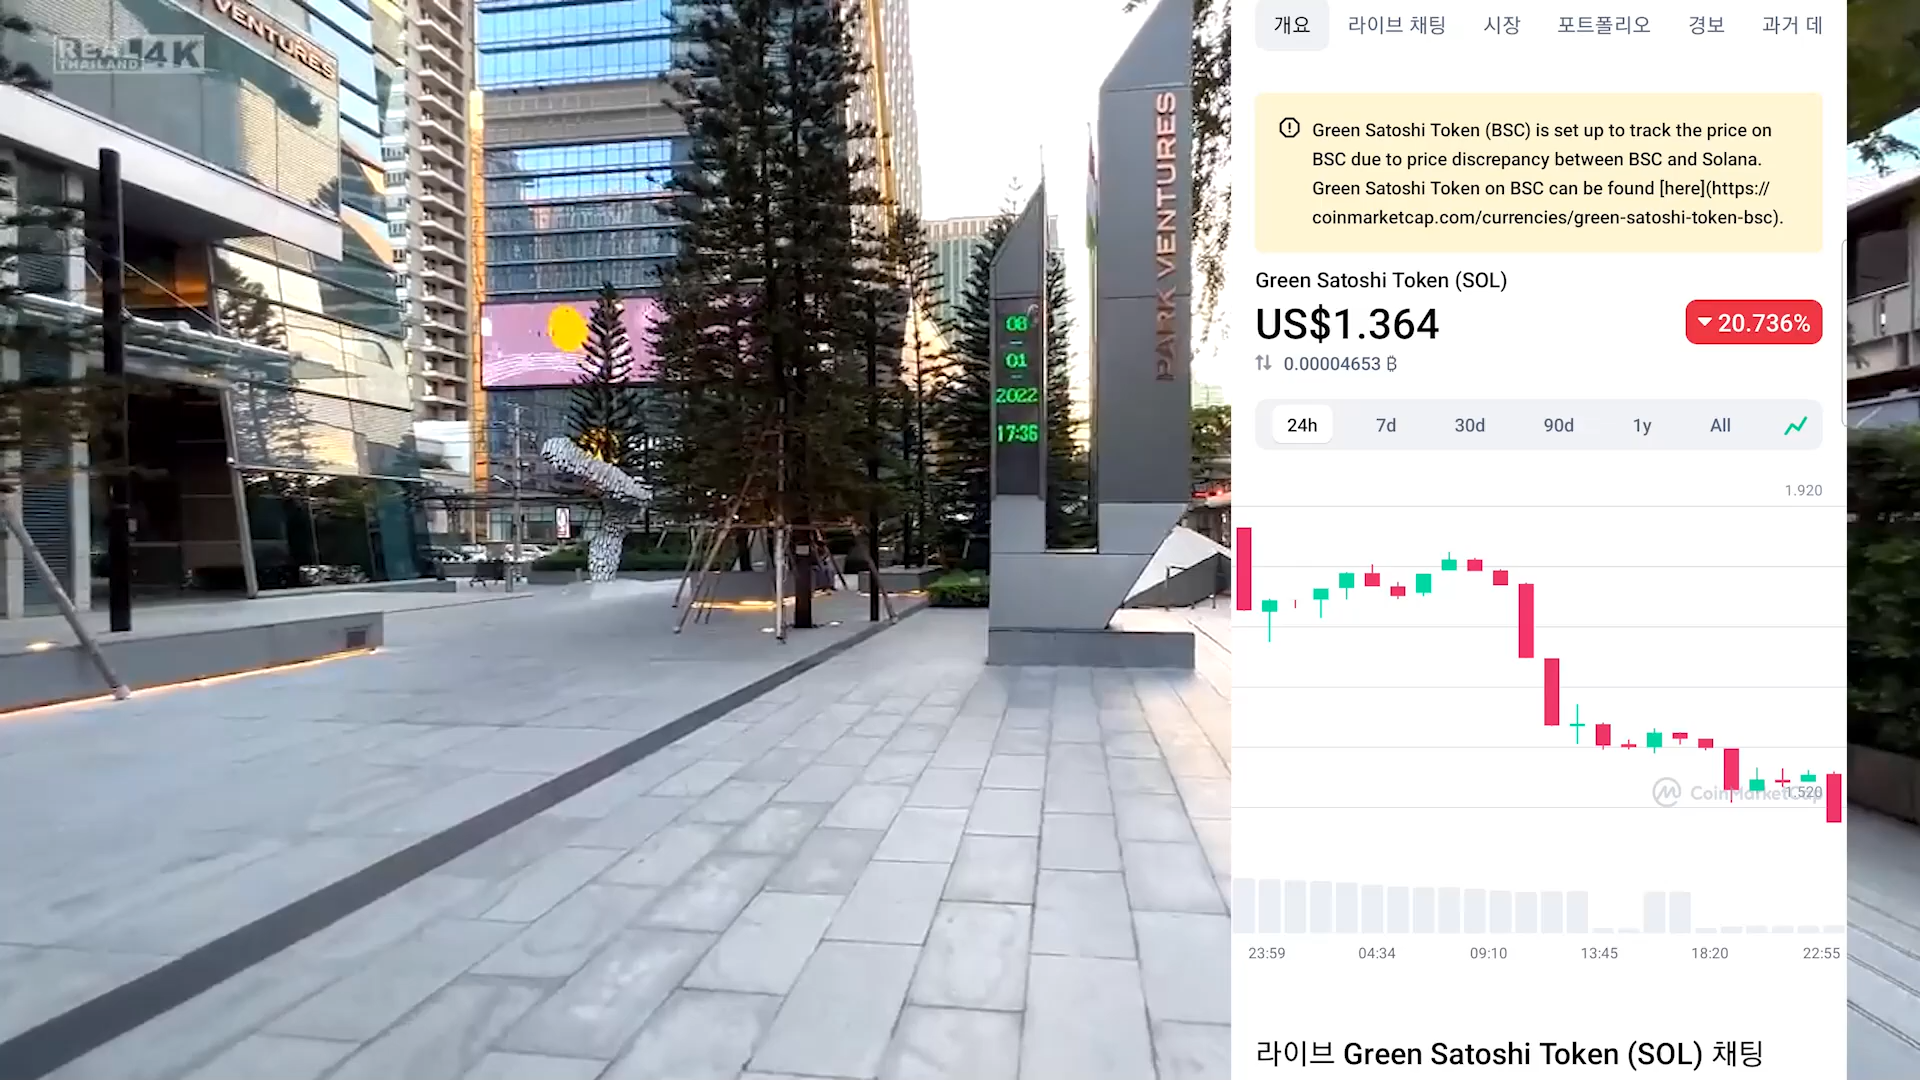 VENTURES
REAL 4K
THAILAND
PARK VENTURES
08
01
2022
17:36
개요 라이브 채팅 시장 포트폴리오 경보 과거 데
Green Satoshi Token (BSC) is set up to track the price on
BSC due to price discrepancy between BSC and Solana.
Green Satoshi Token on BSC can be found [here](https://
coinmarketcap.com/currencies/green-satoshi-token-bsc).
Green Satoshi Token (SOL)
US$1.364
20.736%
0.00004653 ₿
24h 7d 30d 90d 1y All
1.920
CoinMarketCap
1.520
23:59 04:34 09:10 13:45 18:20 22:55
라이브 Green Satoshi Token (SOL) 채팅